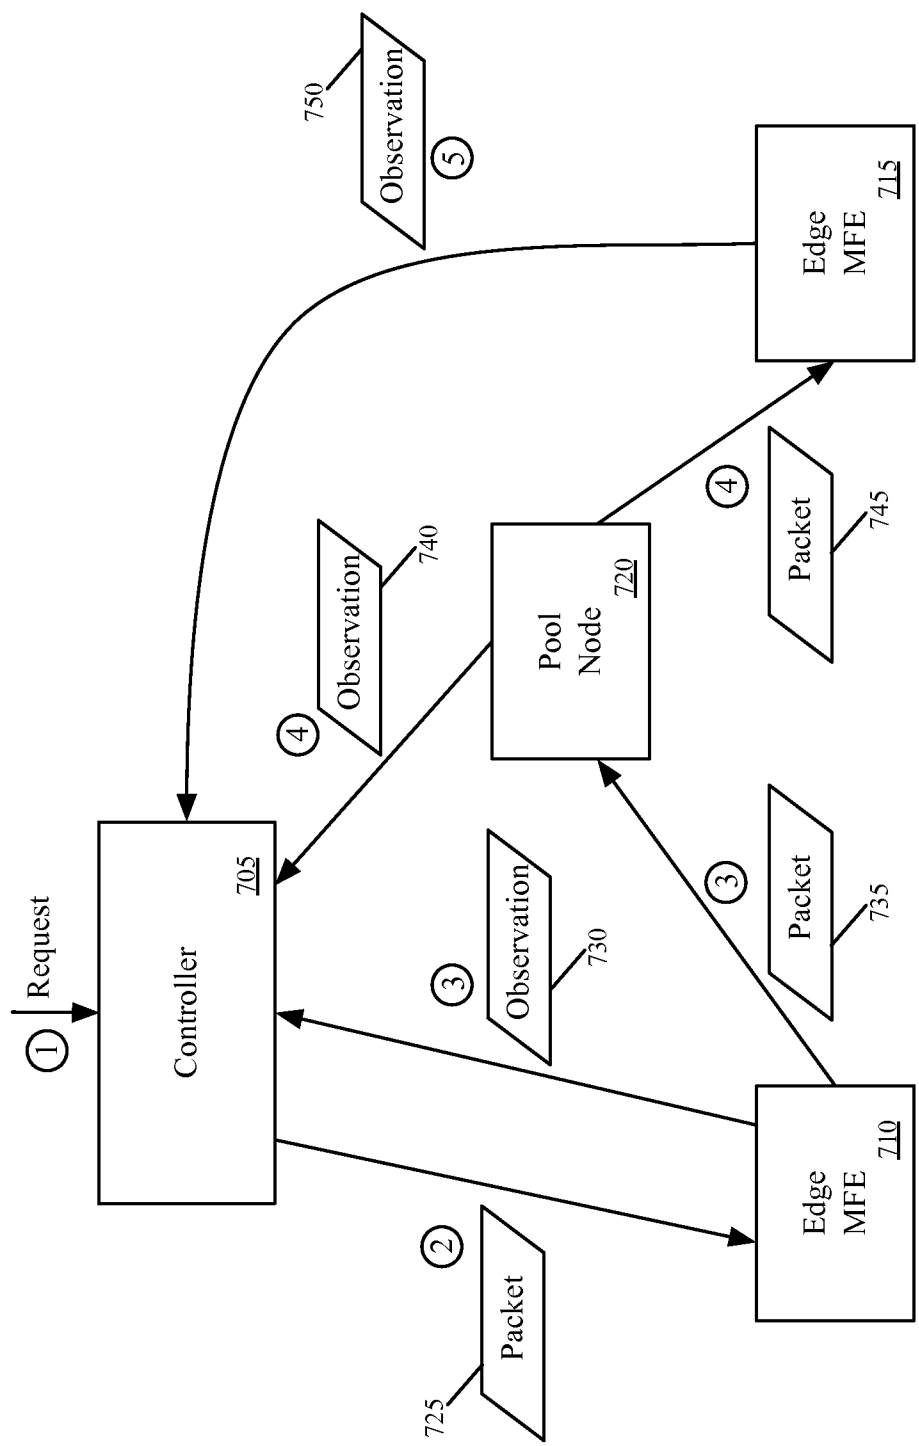 1
Request
Controller
705
2
Packet
725
3
Observation
730
4
Observation
740
5
Observation
750
Edge
MFE
710
3
Packet
735
Pool
Node
720
4
Packet
745
Edge
MFE
715